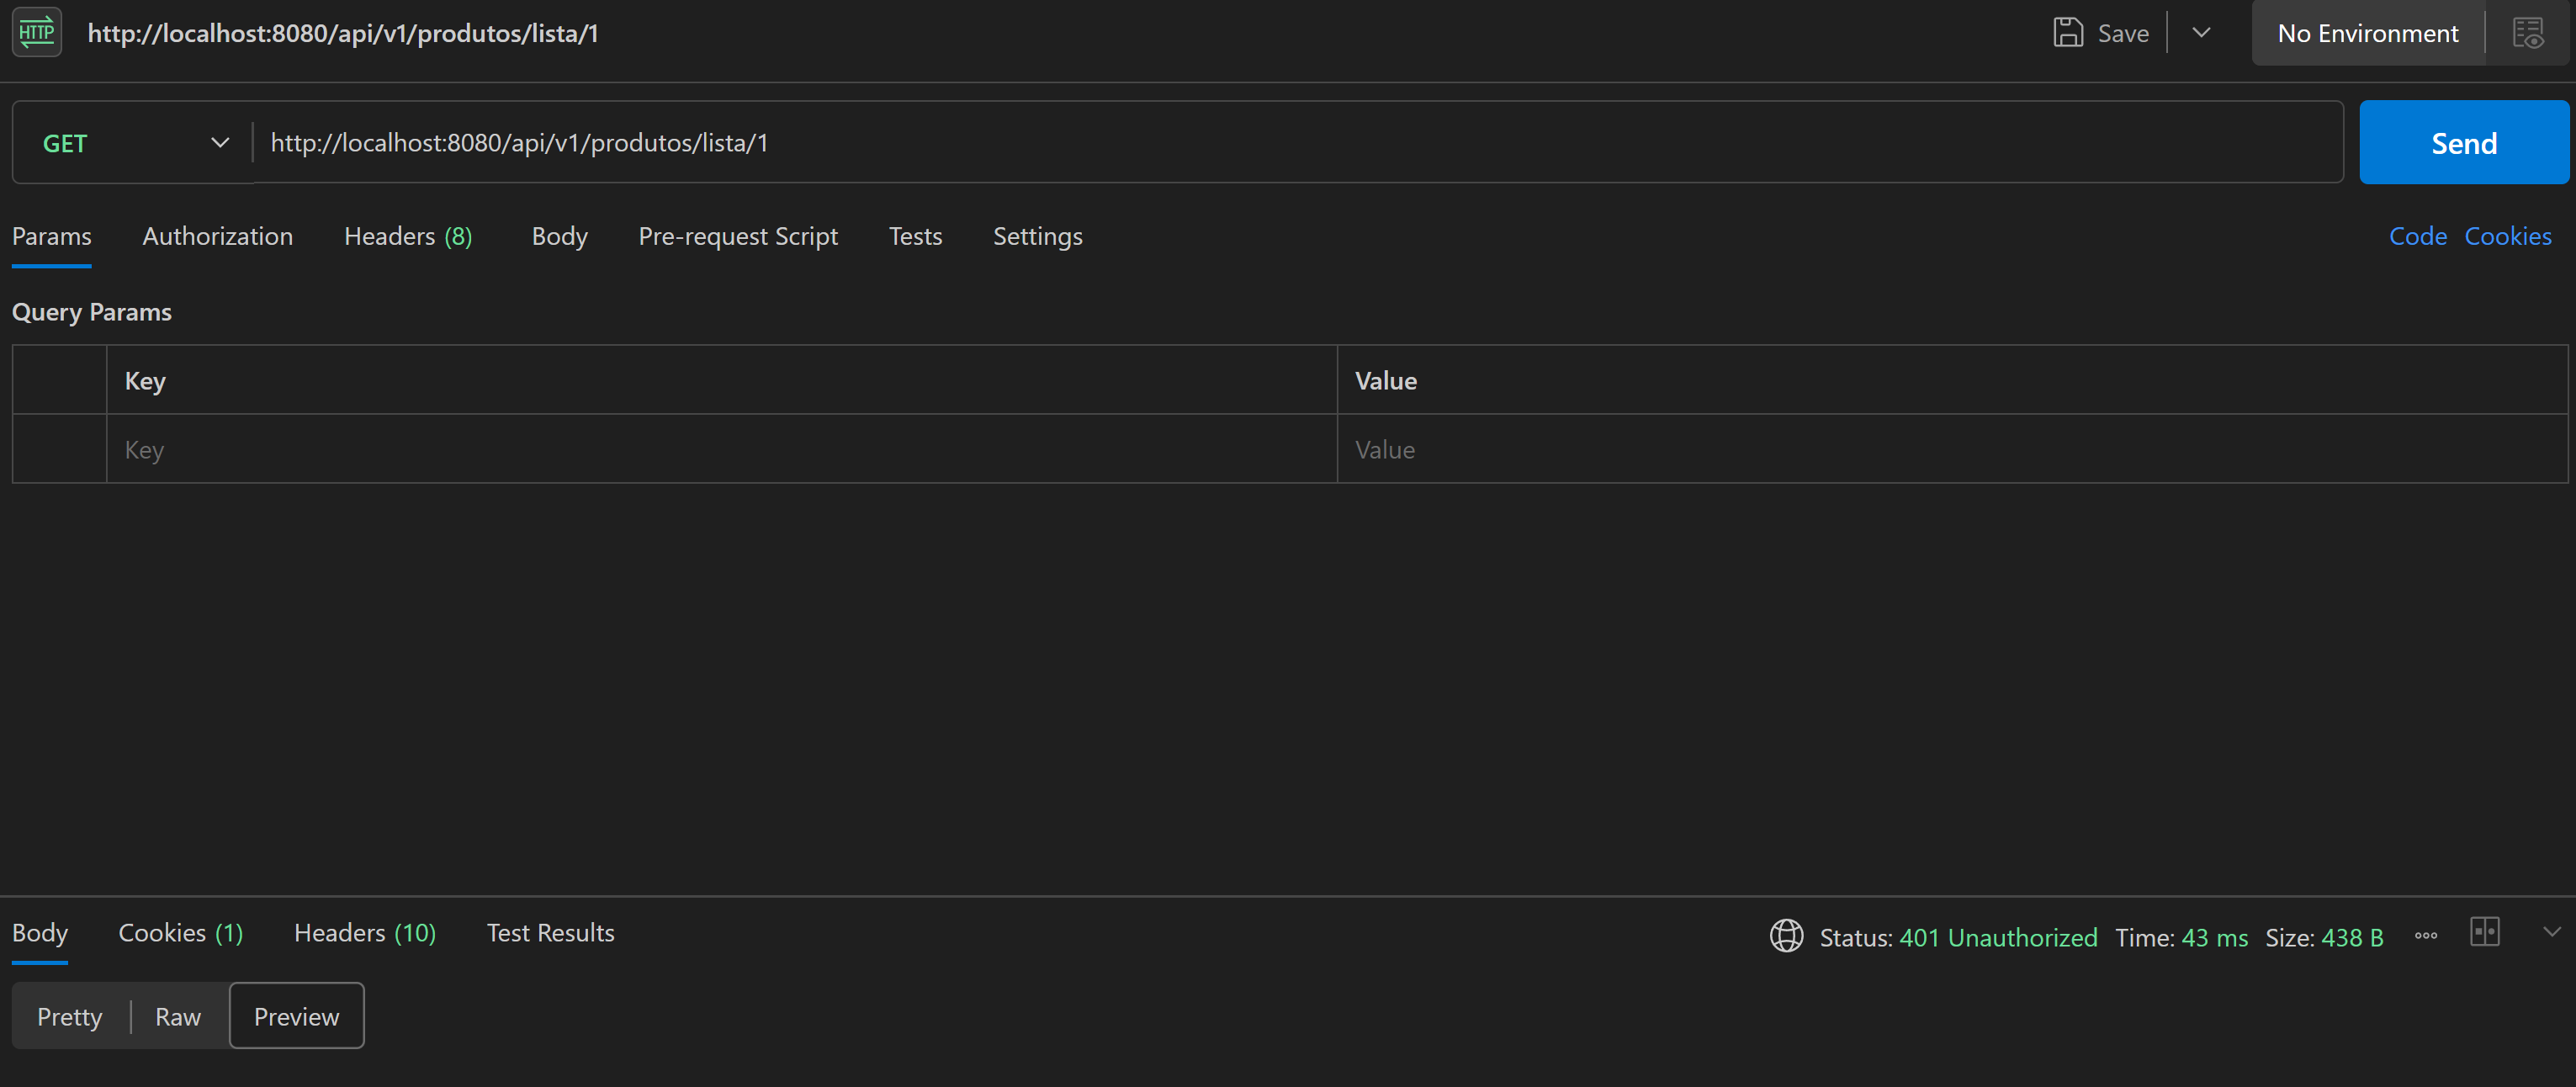 HTTP http://localhost:8080/api/v1/produtos/lista/1 Save No Environment
GET http://localhost:8080/api/v1/produtos/lista/1 Send
Params Authorization Headers (8) Body Pre-request Script Tests Settings Code Cookies
Query Params
Key Value
Key Value
Body Cookies (1) Headers (10) Test Results Status: 401 Unauthorized Time: 43 ms Size: 438 B
Pretty Raw Preview